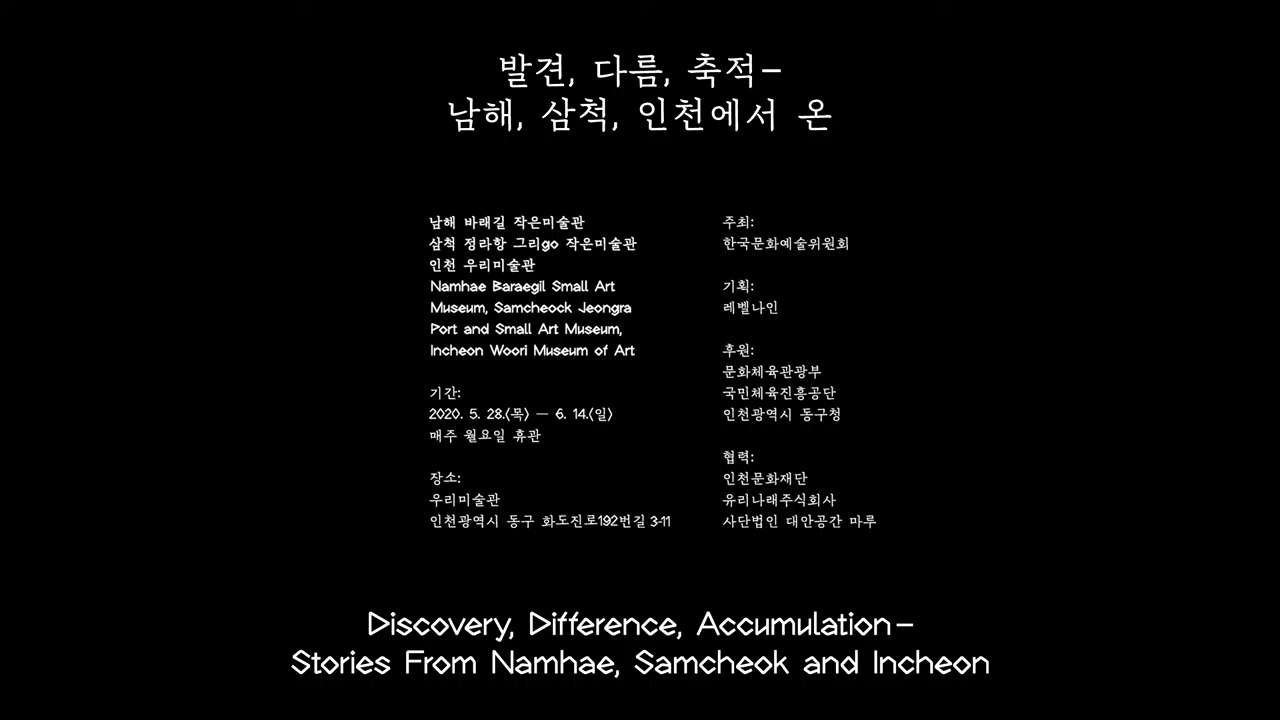 발견, 다름, 축적–
남해, 삼척, 인천에서 온
남해 바래길 작은미술관
삼척 정라항 그리go 작은미술관
인천 우리미술관
Namhae Baraegil Small Art
Museum, Samcheock Jeongra
Port and Small Art Museum,
Incheon Woori Museum of Art
기간:
2020. 5. 28.(목) — 6. 14.(일)
매주 월요일 휴관
장소:
우리미술관
인천광역시 동구 화도진로192번길 3-11
주최:
한국문화예술위원회
기획:
레벨나인
후원:
문화체육관광부
국민체육진흥공단
인천광역시 동구청
협력:
인천문화재단
유리나래주식회사
사단법인 대안공간 마루
Discovery, Difference, Accumulation–
Stories From Namhae, Samcheok and Incheon